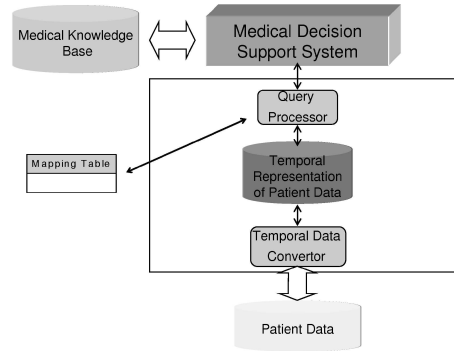 Medical Knowledge
Base
Medical Decision
Support System
Query
Processor
Mapping Table
Temporal
Representation
of Patient Data
Temporal Data
Convertor
Patient Data